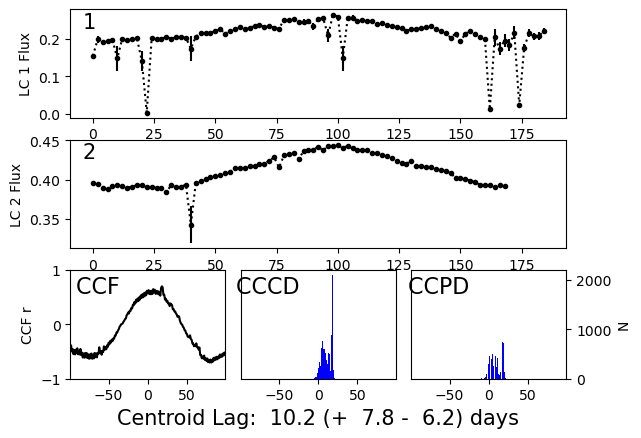 1
LC 1 Flux
0.2
0.1
0.0
0 25 50 75 100 125 150 175
2
LC 2 Flux
0.45
0.40
0.35
0 25 50 75 100 125 150 175
CCF CCCD CCPD
CCF r
1
0
−1
2000
1000
0
N
−50 0 50 −50 0 50 −50 0 50
Centroid Lag: 10.2 (+ 7.8 - 6.2) days